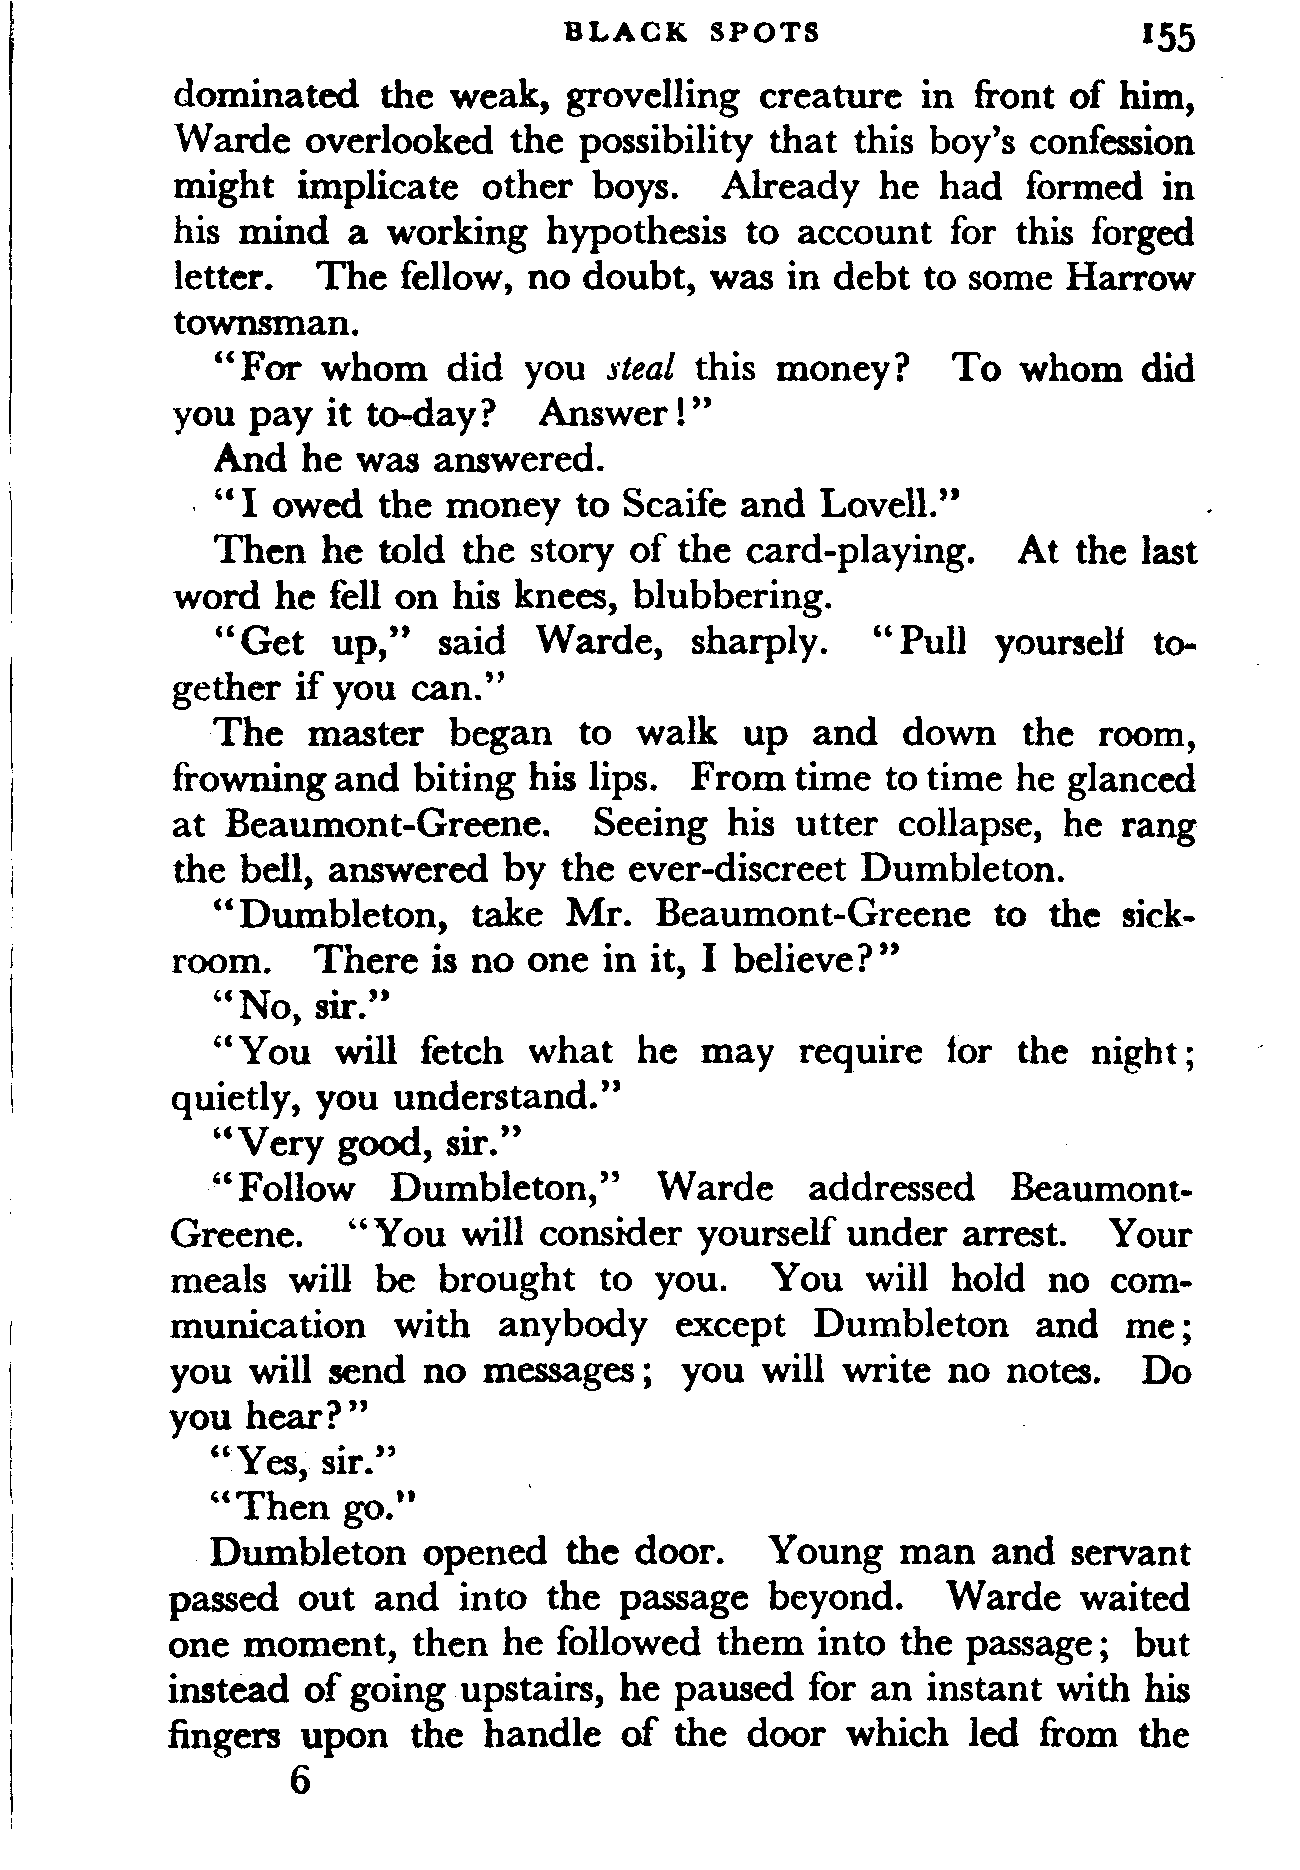 BLACK SPOTS 155
dominated the weak, grovelling creature in front of him,
Warde overlooked the possibility that this boy's confession
might implicate other boys. Already he had formed in
his mind a working hypothesis to account for this forged
letter. The fellow, no doubt, was in debt to some Harrow
townsman.
"For whom did you steal this money? To whom did
you pay it to-day? Answer!"
And he was answered.
"I owed the money to Scaife and Lovell."
Then he told the story of the card-playing. At the last
word he fell on his knees, blubbering.
"Get up," said Warde, sharply. "Pull yourself to-
gether if you can."
The master began to walk up and down the room,
frowning and biting his lips. From time to time he glanced
at Beaumont-Greene. Seeing his utter collapse, he rang
the bell, answered by the ever-discreet Dumbleton.
"Dumbleton, take Mr. Beaumont-Greene to the sick-
room. There is no one in it, I believe?"
"No, sir."
"You will fetch what he may require for the night;
quietly, you understand."
"Very good, sir."
"Follow Dumbleton," Warde addressed Beaumont-
Greene. "You will consider yourself under arrest. Your
meals will be brought to you. You will hold no com-
munication with anybody except Dumbleton and me;
you will send no messages; you will write no notes. Do
you hear?"
"Yes, sir."
"Then go."
Dumbleton opened the door. Young man and servant
passed out and into the passage beyond. Warde waited
one moment, then he followed them into the passage; but
instead of going upstairs, he paused for an instant with his
fingers upon the handle of the door which led from the
6